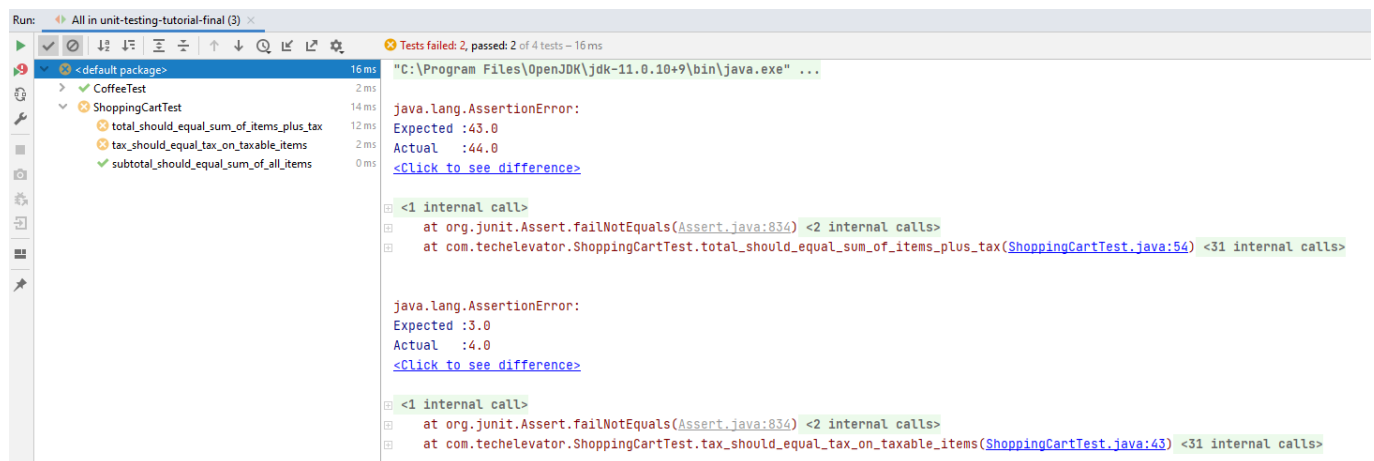 Run: All in unit-testing-tutorial-final (3) ×
Tests failed: 2, passed: 2 of 4 tests – 16 ms
<default package> 16 ms
CoffeeTest 2 ms
ShoppingCartTest 14 ms
total_should_equal_sum_of_items_plus_tax 12 ms
tax_should_equal_tax_on_taxable_items 2 ms
subtotal_should_equal_sum_of_all_items 0 ms
"C:\Program Files\OpenJDK\jdk-11.0.10+9\bin\java.exe" ...
java.lang.AssertionError:
Expected :43.0
Actual   :44.0
<Click to see difference>
<1 internal call>
at org.junit.Assert.failNotEquals(Assert.java:834) <2 internal calls>
at com.techelevator.ShoppingCartTest.total_should_equal_sum_of_items_plus_tax(ShoppingCartTest.java:54) <31 internal calls>
java.lang.AssertionError:
Expected :3.0
Actual   :4.0
<Click to see difference>
<1 internal call>
at org.junit.Assert.failNotEquals(Assert.java:834) <2 internal calls>
at com.techelevator.ShoppingCartTest.tax_should_equal_tax_on_taxable_items(ShoppingCartTest.java:43) <31 internal calls>